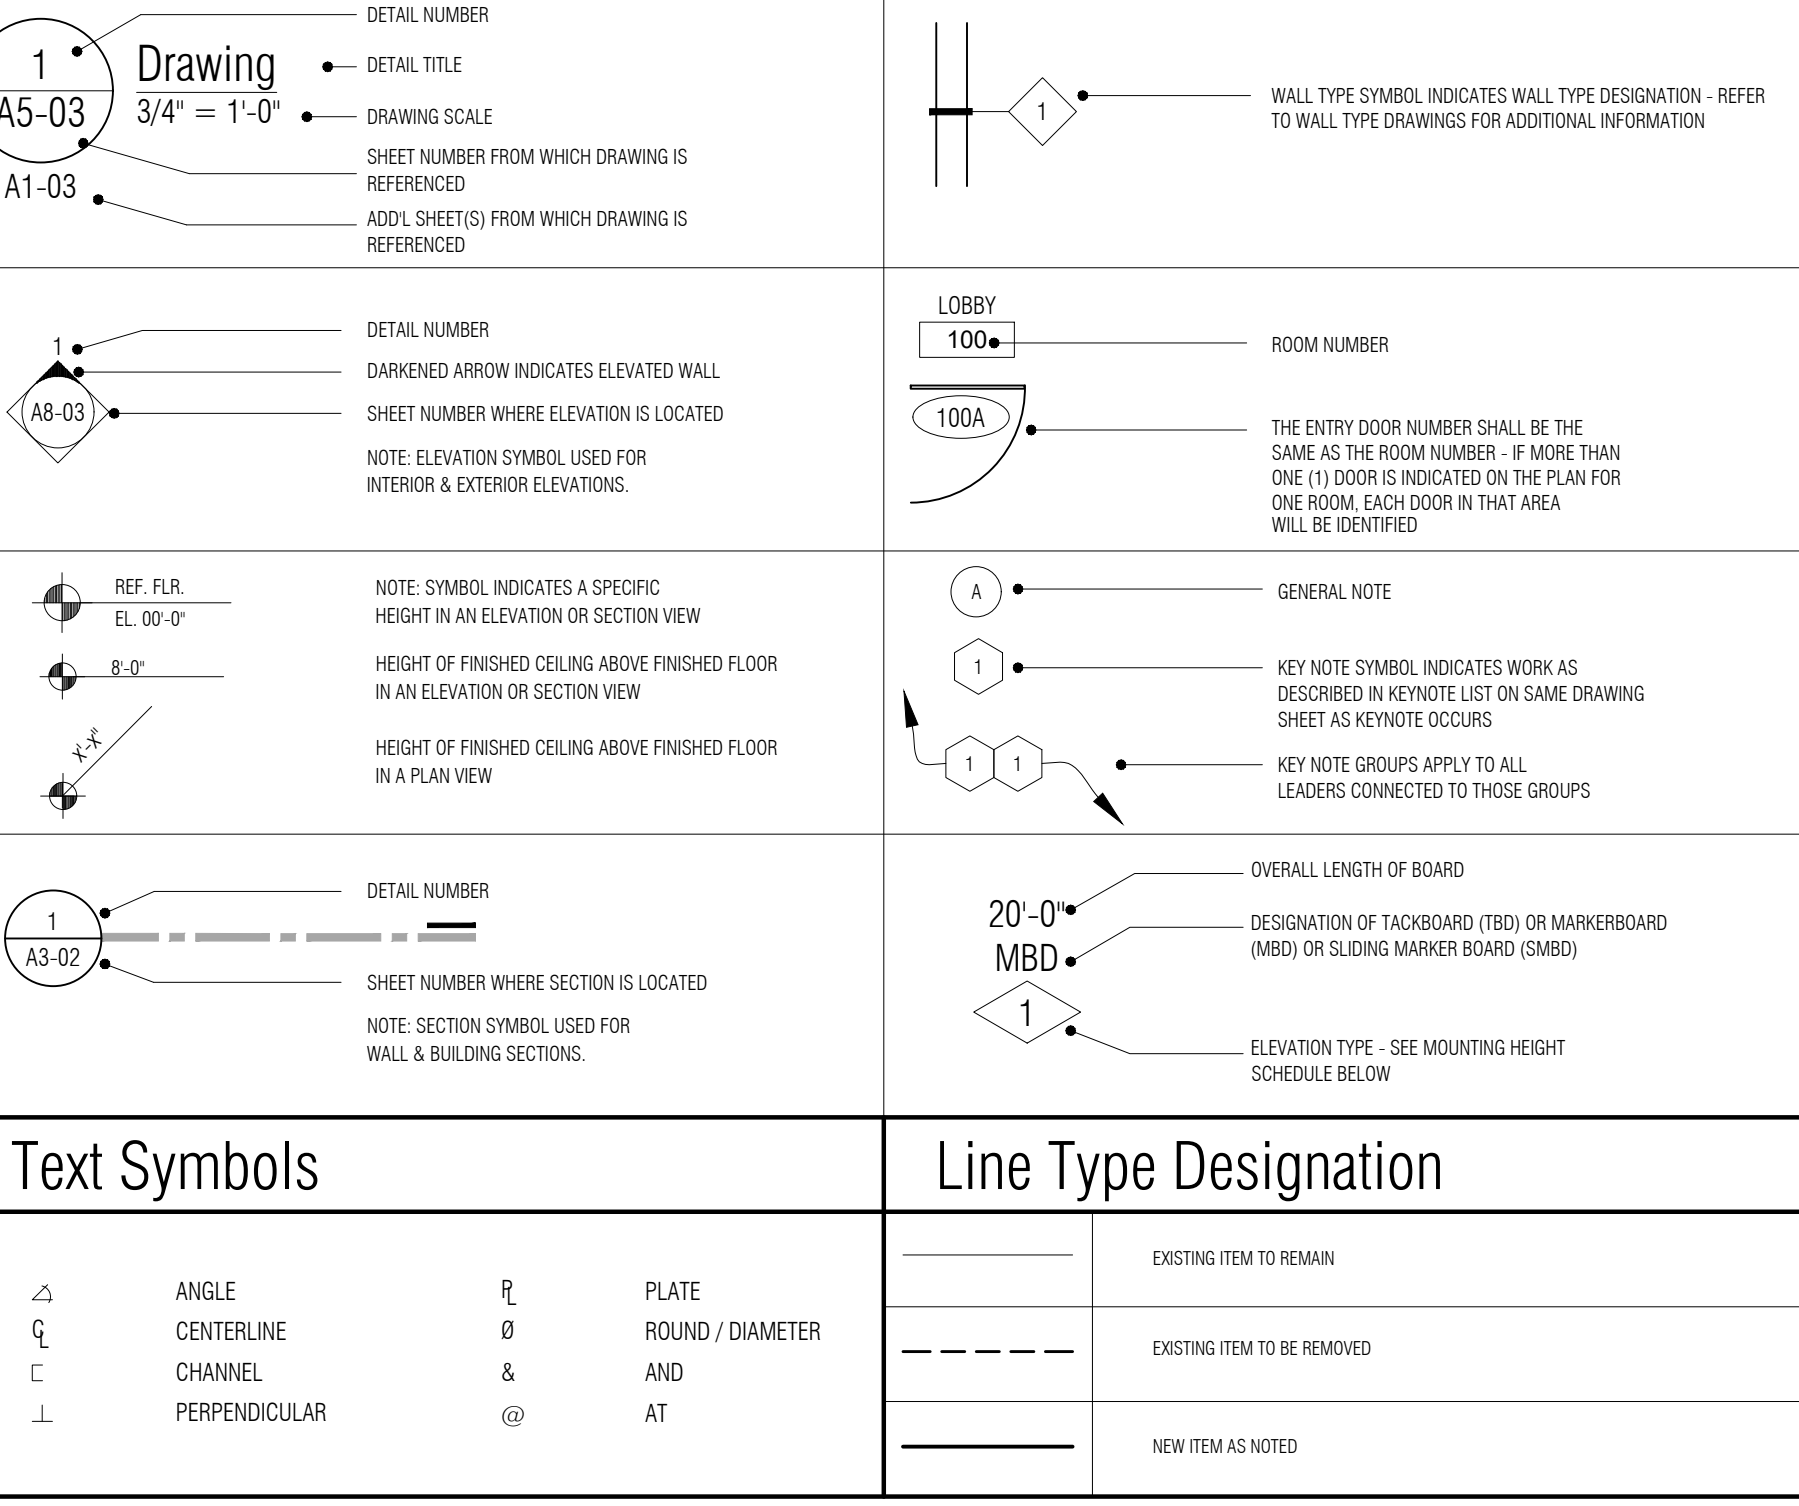 DETAIL NUMBER
1
Drawing
DETAIL TITLE
A5-03
3/4" = 1'-0"
DRAWING SCALE
SHEET NUMBER FROM WHICH DRAWING IS
REFERENCED
A1-03
ADD'L SHEET(S) FROM WHICH DRAWING IS
REFERENCED
1
WALL TYPE SYMBOL INDICATES WALL TYPE DESIGNATION - REFER
TO WALL TYPE DRAWINGS FOR ADDITIONAL INFORMATION
DETAIL NUMBER
1
DARKENED ARROW INDICATES ELEVATED WALL
A8-03
SHEET NUMBER WHERE ELEVATION IS LOCATED
NOTE: ELEVATION SYMBOL USED FOR
INTERIOR & EXTERIOR ELEVATIONS.
LOBBY
100
ROOM NUMBER
100A
THE ENTRY DOOR NUMBER SHALL BE THE
SAME AS THE ROOM NUMBER - IF MORE THAN
ONE (1) DOOR IS INDICATED ON THE PLAN FOR
ONE ROOM, EACH DOOR IN THAT AREA
WILL BE IDENTIFIED
REF. FLR.
EL. 00'-0"
NOTE: SYMBOL INDICATES A SPECIFIC
HEIGHT IN AN ELEVATION OR SECTION VIEW
8'-0"
HEIGHT OF FINISHED CEILING ABOVE FINISHED FLOOR
IN AN ELEVATION OR SECTION VIEW
X'-X"
HEIGHT OF FINISHED CEILING ABOVE FINISHED FLOOR
IN A PLAN VIEW
A
GENERAL NOTE
1
KEY NOTE SYMBOL INDICATES WORK AS
DESCRIBED IN KEYNOTE LIST ON SAME DRAWING
SHEET AS KEYNOTE OCCURS
1 1
KEY NOTE GROUPS APPLY TO ALL
LEADERS CONNECTED TO THOSE GROUPS
DETAIL NUMBER
1
A3-02
SHEET NUMBER WHERE SECTION IS LOCATED
NOTE: SECTION SYMBOL USED FOR
WALL & BUILDING SECTIONS.
OVERALL LENGTH OF BOARD
20'-0"
DESIGNATION OF TACKBOARD (TBD) OR MARKERBOARD
(MBD) OR SLIDING MARKER BOARD (SMBD)
MBD
1
ELEVATION TYPE - SEE MOUNTING HEIGHT
SCHEDULE BELOW
Text Symbols
ANGLE
℄ CENTERLINE
CHANNEL
⊥ PERPENDICULAR
PLATE
Ø ROUND / DIAMETER
& AND
@ AT
Line Type Designation
EXISTING ITEM TO REMAIN
EXISTING ITEM TO BE REMOVED
NEW ITEM AS NOTED